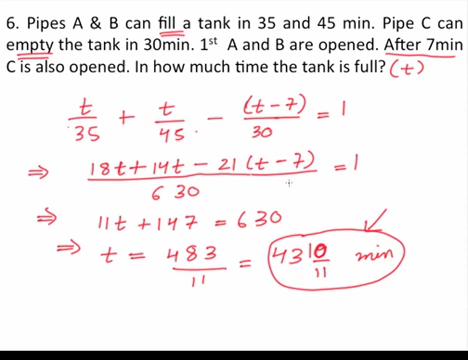 6. Pipes A & B can fill a tank in 35 and 45 min. Pipe C can
empty the tank in 30min. 1st A and B are opened. After 7min
C is also opened. In how much time the tank is full? (t)
t/35 + t/45 - (t-7)/30 = 1
⇒ (18t+14t-21(t-7))/630 = 1
⇒ 11t+147 = 630
⇒ t = 483/11 = 43 10/11 min